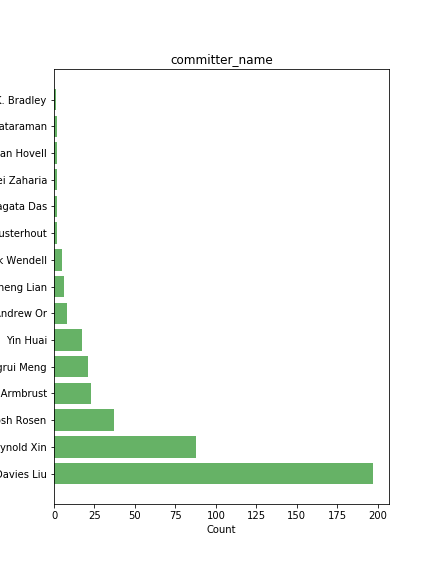 committer_name
K. Bradley
ataraman
an Hovell
ei Zaharia
agata Das
usterhout
k Wendell
heng Lian
Andrew Or
Yin Huai
grui Meng
Armbrust
osh Rosen
ynold Xin
Davies Liu
0 25 50 75 100 125 150 175 200
Count